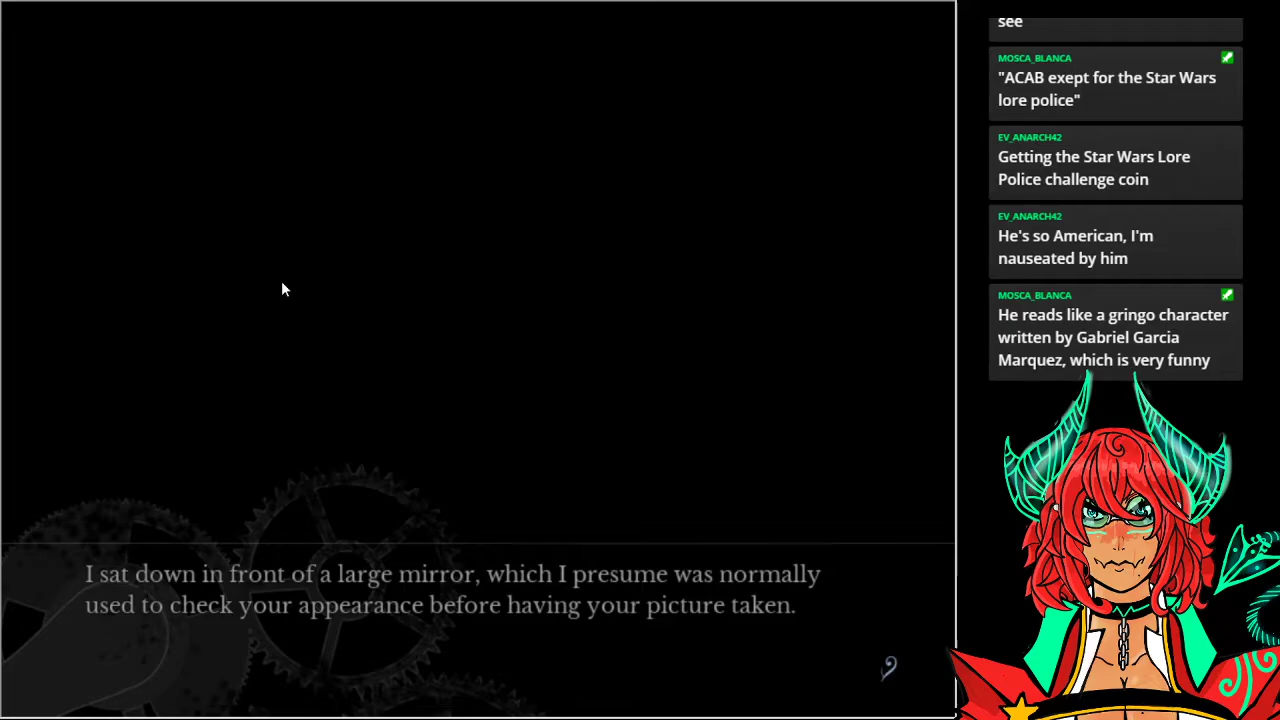 see
MOSCA_BLANCA
"ACAB exept for the Star Wars
lore police"
EV_ANARCH42
Getting the Star Wars Lore
Police challenge coin
EV_ANARCH42
He's so American, I'm
nauseated by him
MOSCA_BLANCA
He reads like a gringo character
written by Gabriel Garcia
Marquez, which is very funny
I sat down in front of a large mirror, which I presume was normally
used to check your appearance before having your picture taken.